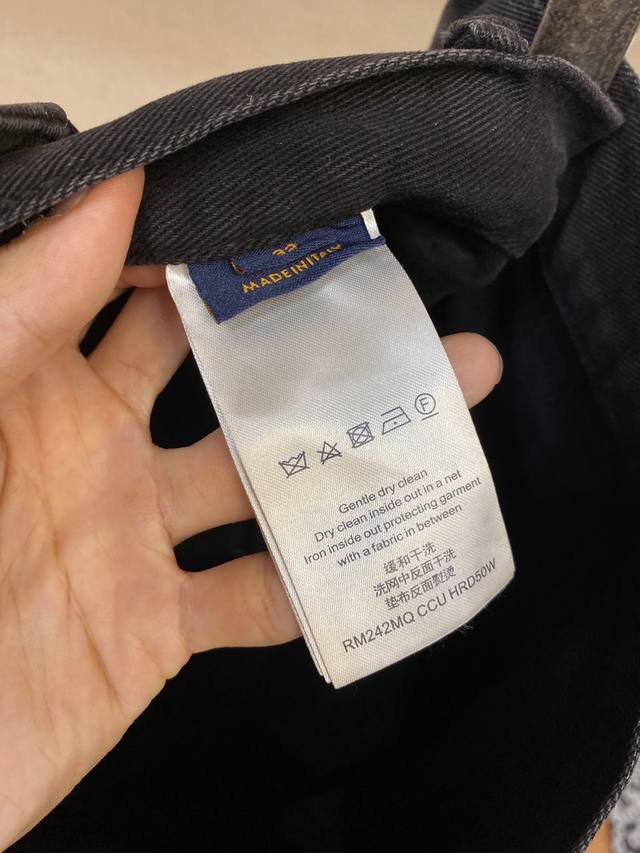 MADE IN ITALY
F
Gentle dry clean
Dry clean inside out in a net
Iron inside out protecting garment
with a fabric in between
缓和干洗
洗网中反面干洗
垫布反面製烫
RM242MQ CCU HRD50W